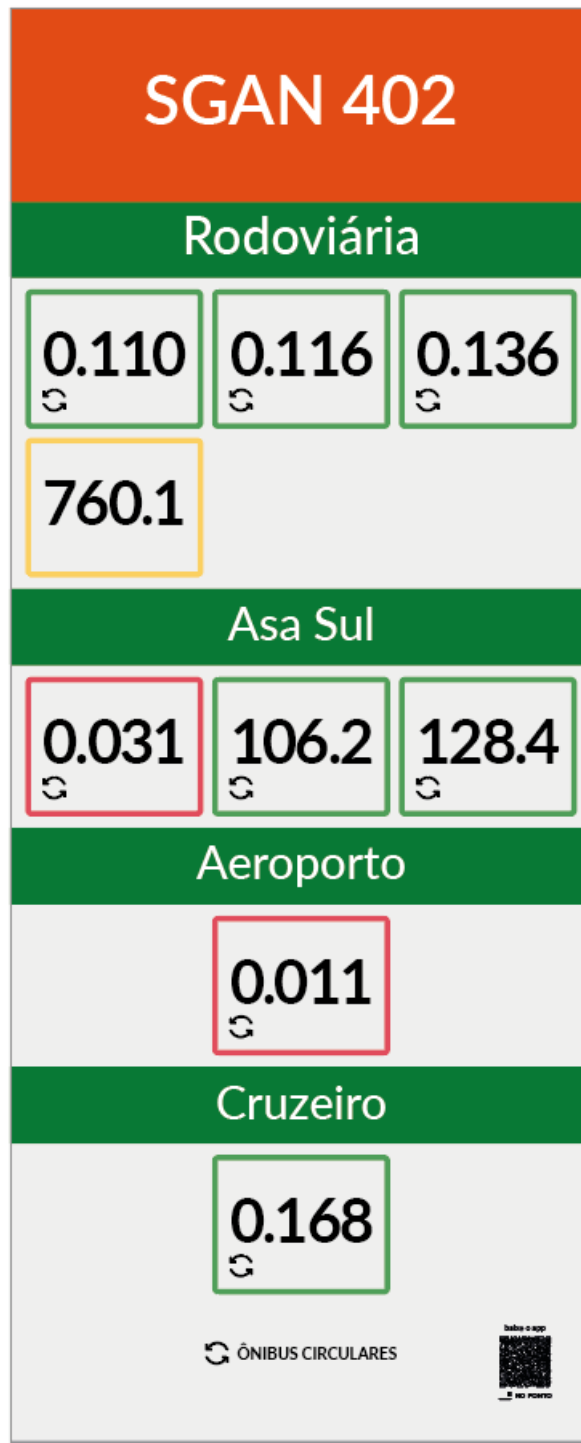 SGAN 402
Rodoviária
0.110 0.116 0.136
760.1
Asa Sul
0.031 106.2 128.4
Aeroporto
0.011
Cruzeiro
0.168
baixe o app
ÔNIBUS CIRCULARES
NO PONTO